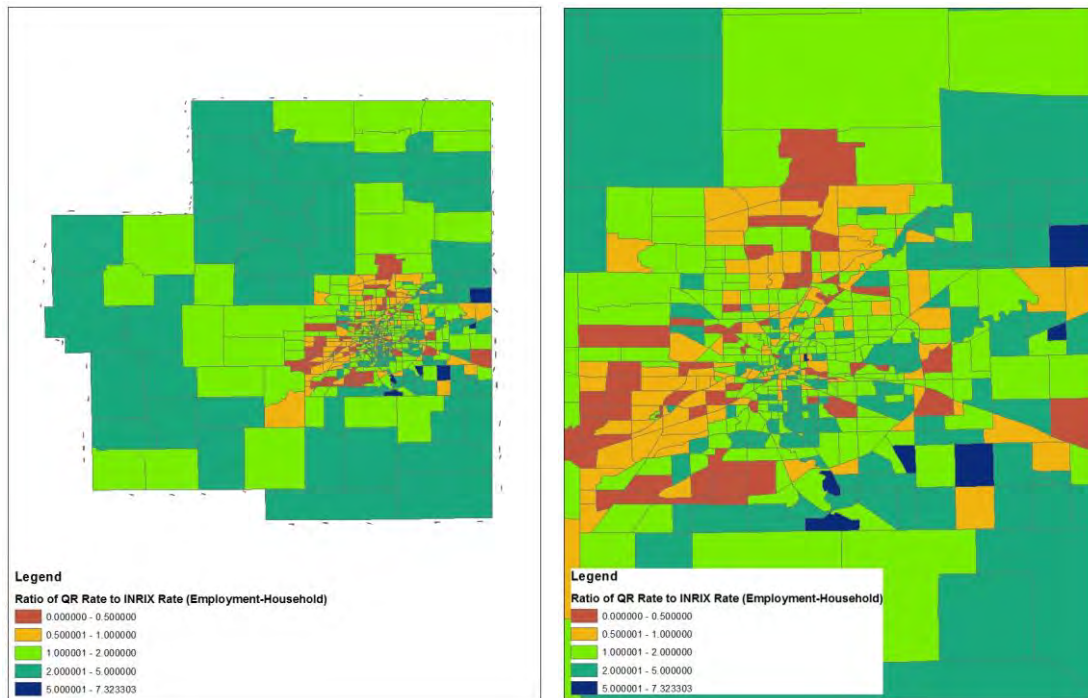 Legend
Ratio of QR Rate to INRIX Rate (Employment-Household)
0.000000 - 0.500000
0.500001 - 1.000000
1.000001 - 2.000000
2.000001 - 5.000000
5.000001 - 7.323303
Legend
Ratio of QR Rate to INRIX Rate (Employment-Household)
0.000000 - 0.500000
0.500001 - 1.000000
1.000001 - 2.000000
2.000001 - 5.000000
5.000001 - 7.323303